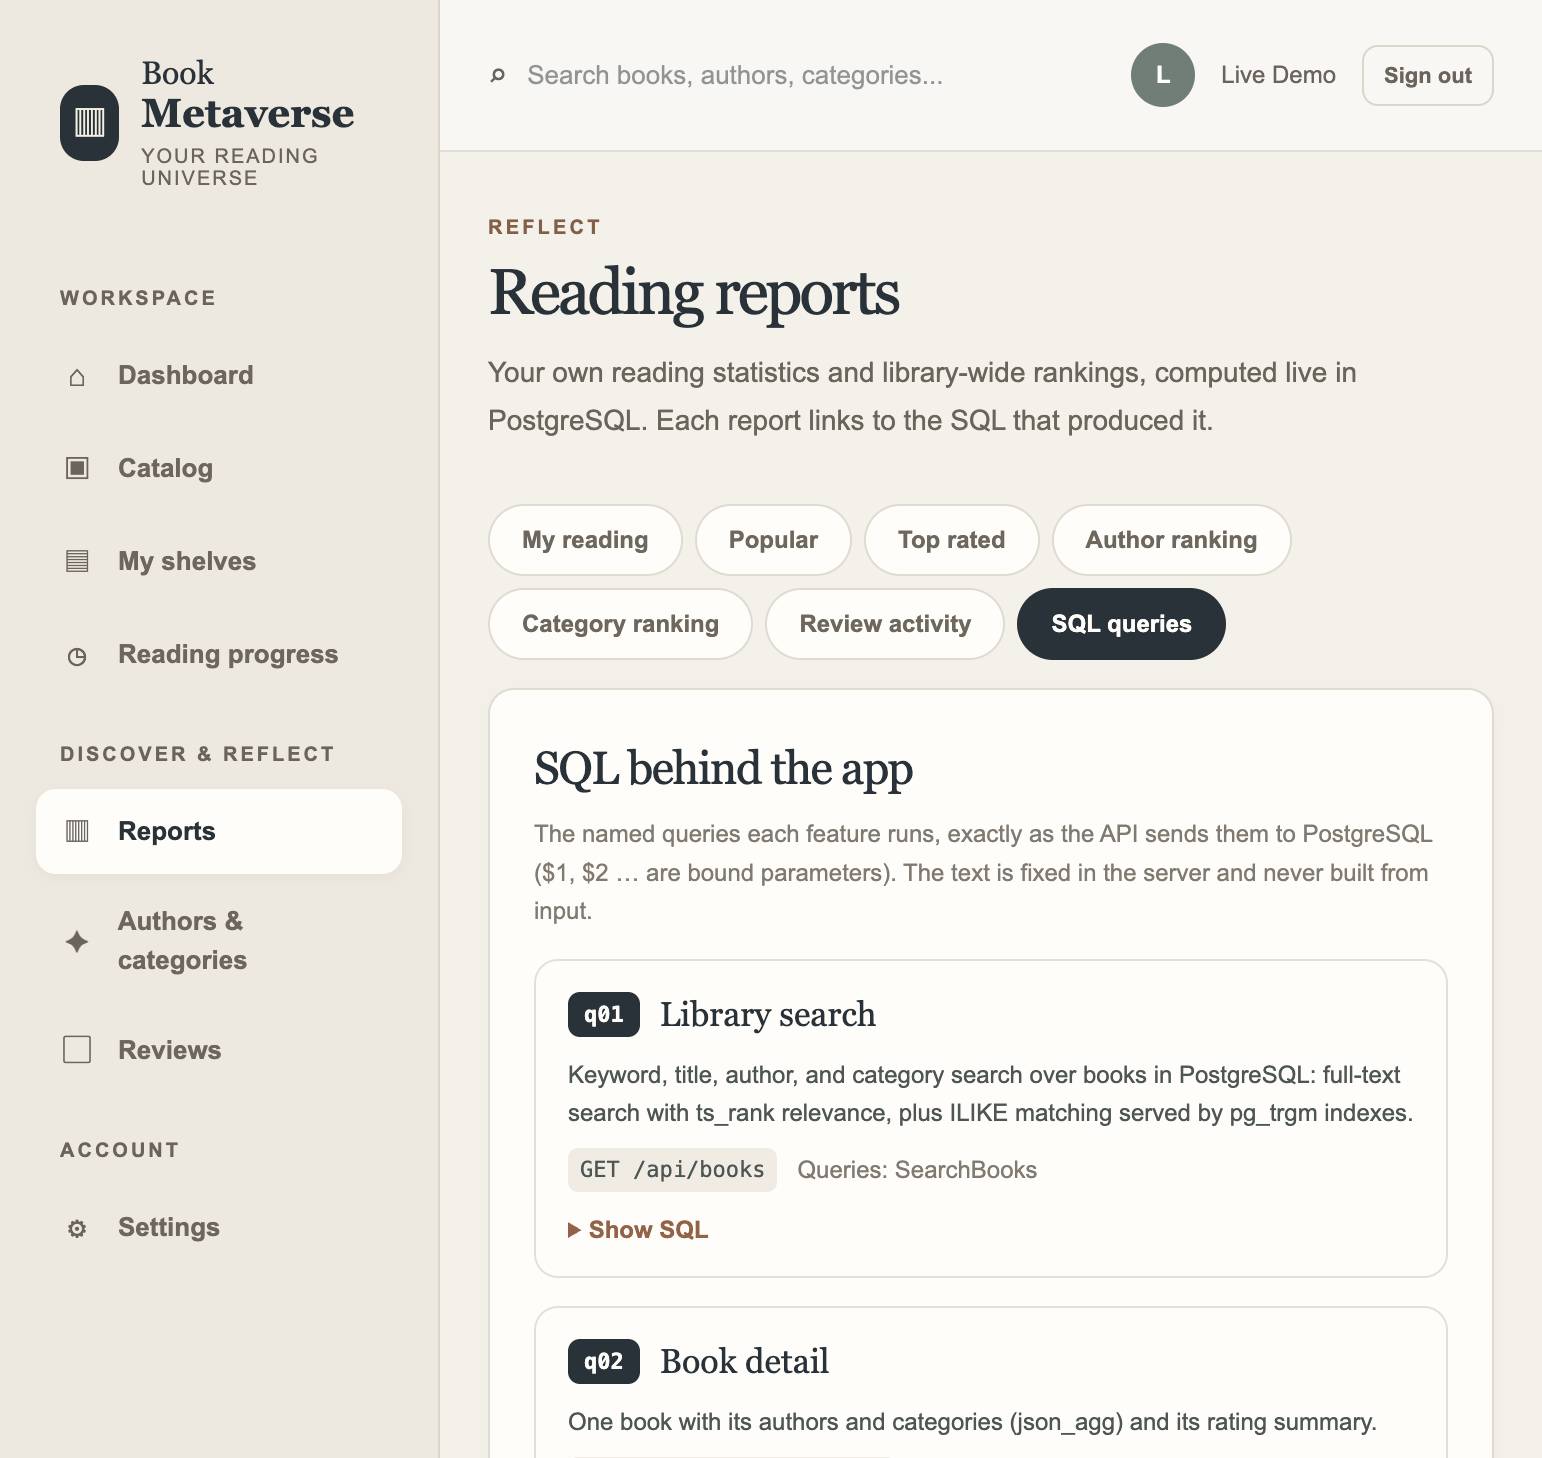 Book
Metaverse
YOUR READING
UNIVERSE
WORKSPACE
Dashboard
Catalog
My shelves
Reading progress
DISCOVER & REFLECT
Reports
Authors &
categories
Reviews
ACCOUNT
Settings
Search books, authors, categories...
L
Live Demo
Sign out
REFLECT
Reading reports
Your own reading statistics and library-wide rankings, computed live in
PostgreSQL. Each report links to the SQL that produced it.
My reading
Popular
Top rated
Author ranking
Category ranking
Review activity
SQL queries
SQL behind the app
The named queries each feature runs, exactly as the API sends them to PostgreSQL
($1, $2 … are bound parameters). The text is fixed in the server and never built from
input.
q01 Library search
Keyword, title, author, and category search over books in PostgreSQL: full-text
search with ts_rank relevance, plus ILIKE matching served by pg_trgm indexes.
GET /api/books Queries: SearchBooks
Show SQL
q02 Book detail
One book with its authors and categories (json_agg) and its rating summary.